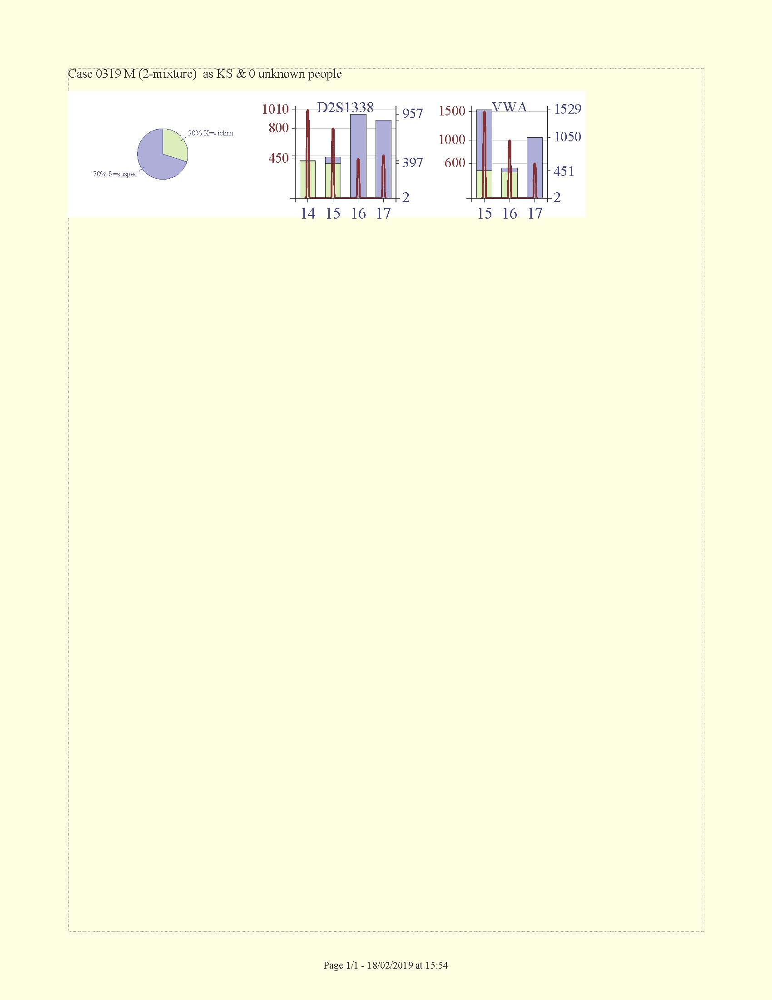 Case 0319 M (2-mixture)  as KS & 0 unknown people
30% K=victim
70% S=suspec
D2S1338
1010
800
450
957
397
2
14 15 16 17
VWA
1500
1000
600
1529
1050
451
2
15 16 17
Page 1/1 - 18/02/2019 at 15:54